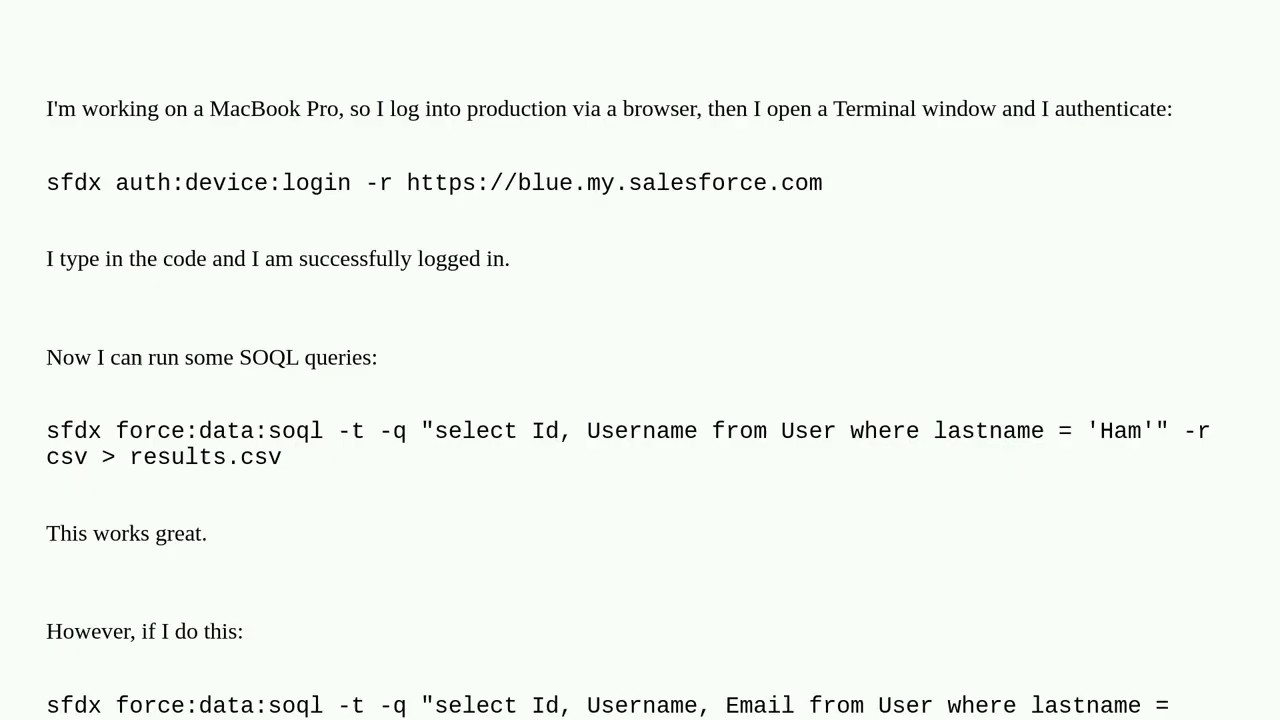 I'm working on a MacBook Pro, so I log into production via a browser, then I open a Terminal window and I authenticate:
sfdx auth:device:login -r https://blue.my.salesforce.com
I type in the code and I am successfully logged in.
Now I can run some SOQL queries:
sfdx force:data:soql -t -q "select Id, Username from User where lastname = 'Ham'" -r
csv > results.csv
This works great.
However, if I do this:
sfdx force:data:soql -t -q "select Id, Username, Email from User where lastname =